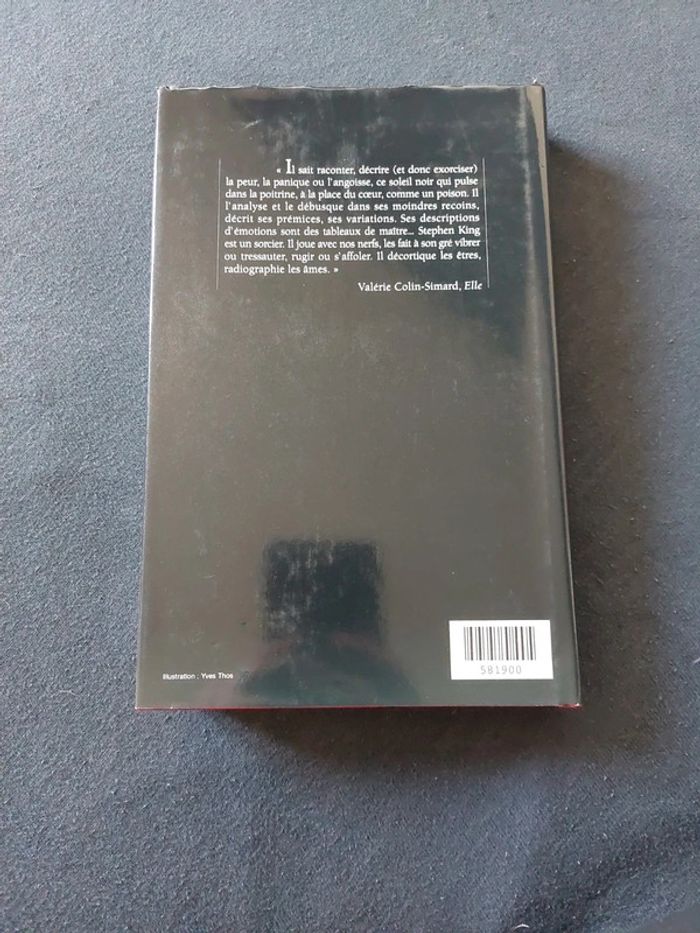 « Il sait raconter, décrire (et donc exorciser)
la peur, la panique ou l'angoisse, ce soleil noir qui pulse
dans la poitrine, à la place du cœur, comme un poison. Il
l'analyse et le débusque dans ses moindres recoins,
décrit ses prémices, ses variations. Ses descriptions
d'émotions sont des tableaux de maître... Stephen King
est un sorcier. Il joue avec nos nerfs, les fait à son gré vibrer
ou tressauter, rugir ou s'affoler. Il décortique les êtres,
radiographie les âmes. »
Valérie Colin-Simard, Elle
Illustration : Yves Thos
581900